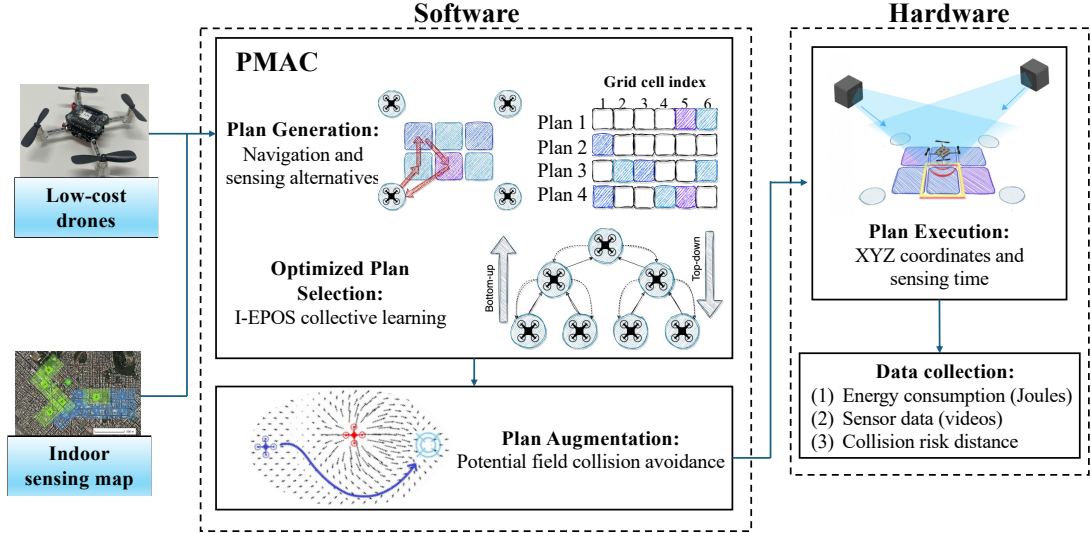 Software
Hardware
PMAC
Plan Generation:
Navigation and
sensing alternatives
Grid cell index
1 2 3 4 5 6
Plan 1
Plan 2
Plan 3
Plan 4
Optimized Plan
Selection:
I-EPOS collective learning
Bottom-up
Top-down
Plan Augmentation:
Potential field collision avoidance
Low-cost
drones
Indoor
sensing map
Plan Execution:
XYZ coordinates and
sensing time
Data collection:
(1) Energy consumption (Joules)
(2) Sensor data (videos)
(3) Collision risk distance